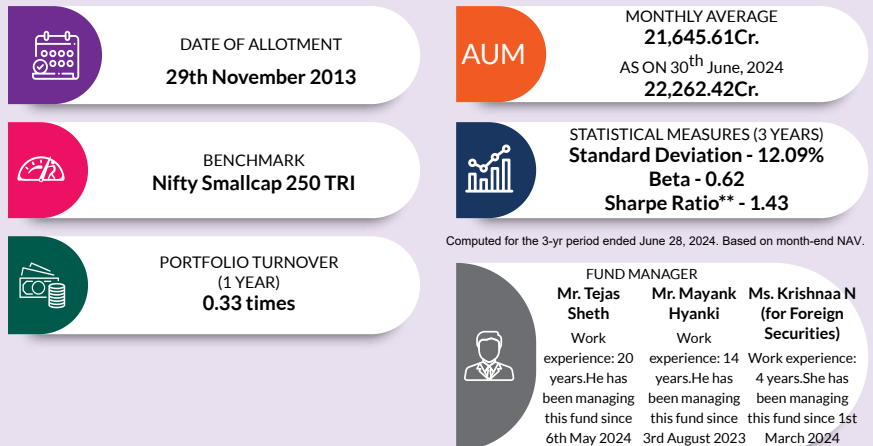 DATE OF ALLOTMENT
29th November 2013
BENCHMARK
Nifty Smallcap 250 TRI
PORTFOLIO TURNOVER
(1 YEAR)
0.33 times
AUM
MONTHLY AVERAGE
21,645.61Cr.
AS ON 30th June, 2024
22,262.42Cr.
STATISTICAL MEASURES (3 YEARS)
Standard Deviation - 12.09%
Beta - 0.62
Sharpe Ratio** - 1.43
Computed for the 3-yr period ended June 28, 2024. Based on month-end NAV.
FUND MANAGER
Mr. Tejas
Sheth
Work
experience: 20
years.He has
been managing
this fund since
6th May 2024
Mr. Mayank
Hyanki
Work
experience: 14
years.He has
been managing
this fund since
3rd August 2023
Ms. Krishnaa N
(for Foreign
Securities)
Work experience:
4 years.She has
been managing
this fund since 1st
March 2024